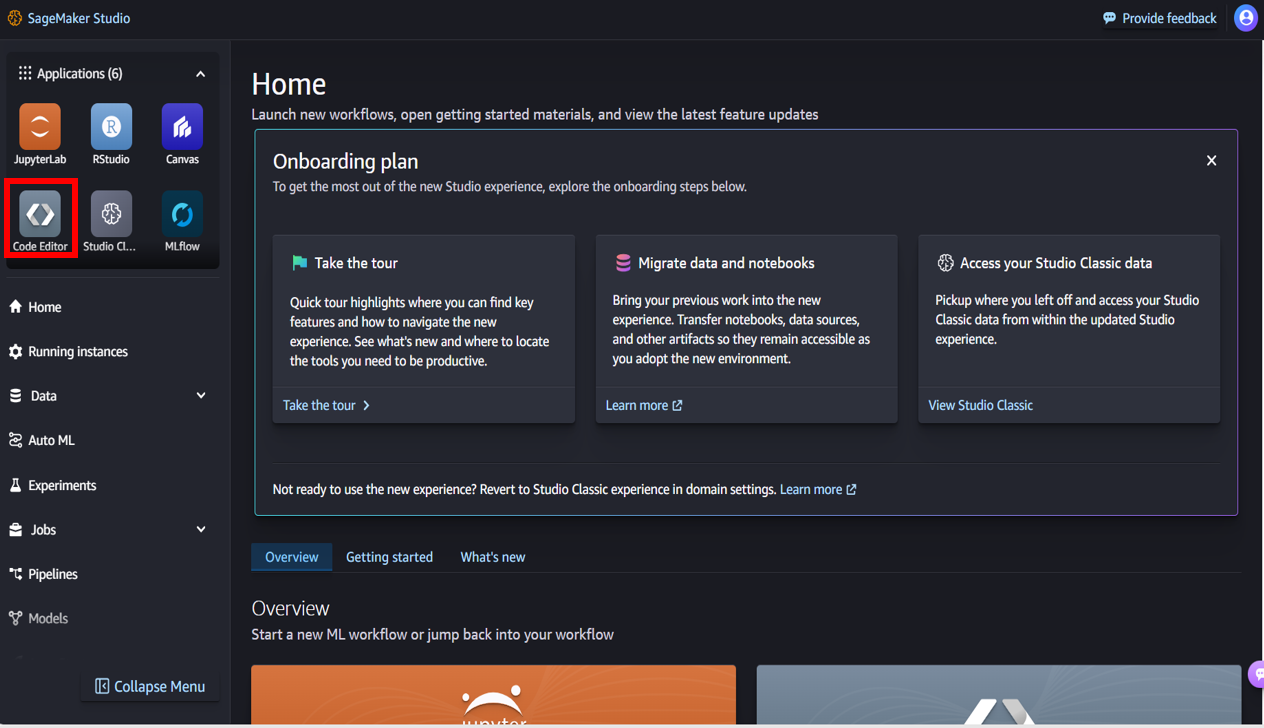 SageMaker Studio
Provide feedback
Applications (6)
JupyterLab
RStudio
Canvas
Code Editor
Studio Cl...
MLflow
Home
Running instances
Data
Auto ML
Experiments
Jobs
Pipelines
Models
Collapse Menu
Home
Launch new workflows, open getting started materials, and view the latest feature updates
Onboarding plan
To get the most out of the new Studio experience, explore the onboarding steps below.
Take the tour
Quick tour highlights where you can find key
features and how to navigate the new
experience. See what's new and where to locate
the tools you need to be productive.
Take the tour
Migrate data and notebooks
Bring your previous work into the new
experience. Transfer notebooks, data sources,
and other artifacts so they remain accessible as
you adopt the new environment.
Learn more
Access your Studio Classic data
Pickup where you left off and access your Studio
Classic data from within the updated Studio
experience.
View Studio Classic
Not ready to use the new experience? Revert to Studio Classic experience in domain settings. Learn more
Overview
Getting started
What's new
Overview
Start a new ML workflow or jump back into your workflow
jupyter